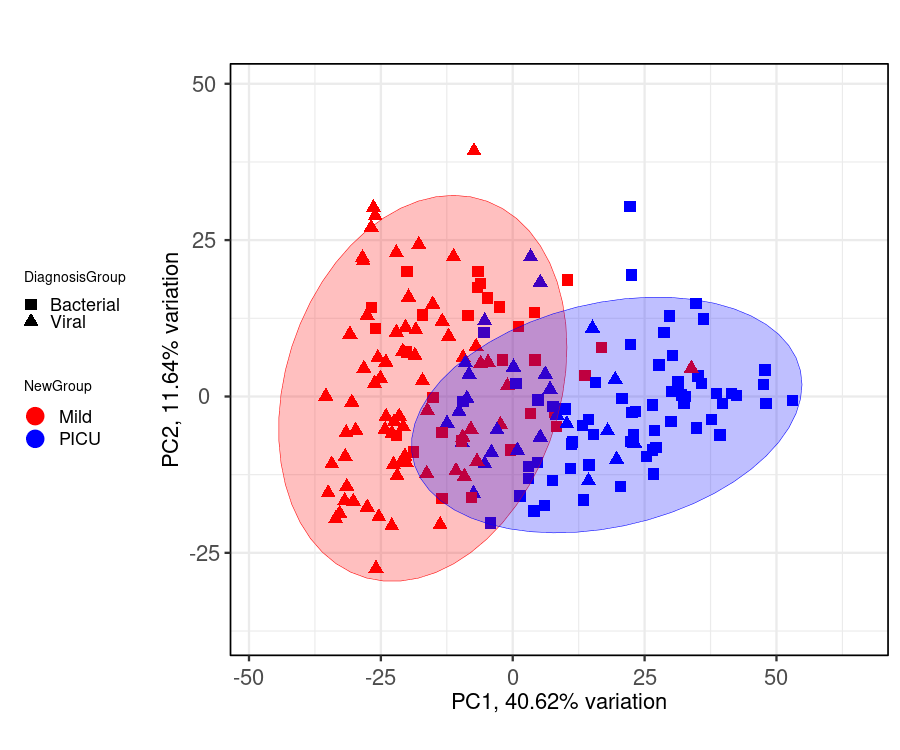 DiagnosisGroup
Bacterial
Viral
NewGroup
Mild
PICU
PC2, 11.64% variation
50
25
0
-25
-50
-25
0
25
50
PC1, 40.62% variation